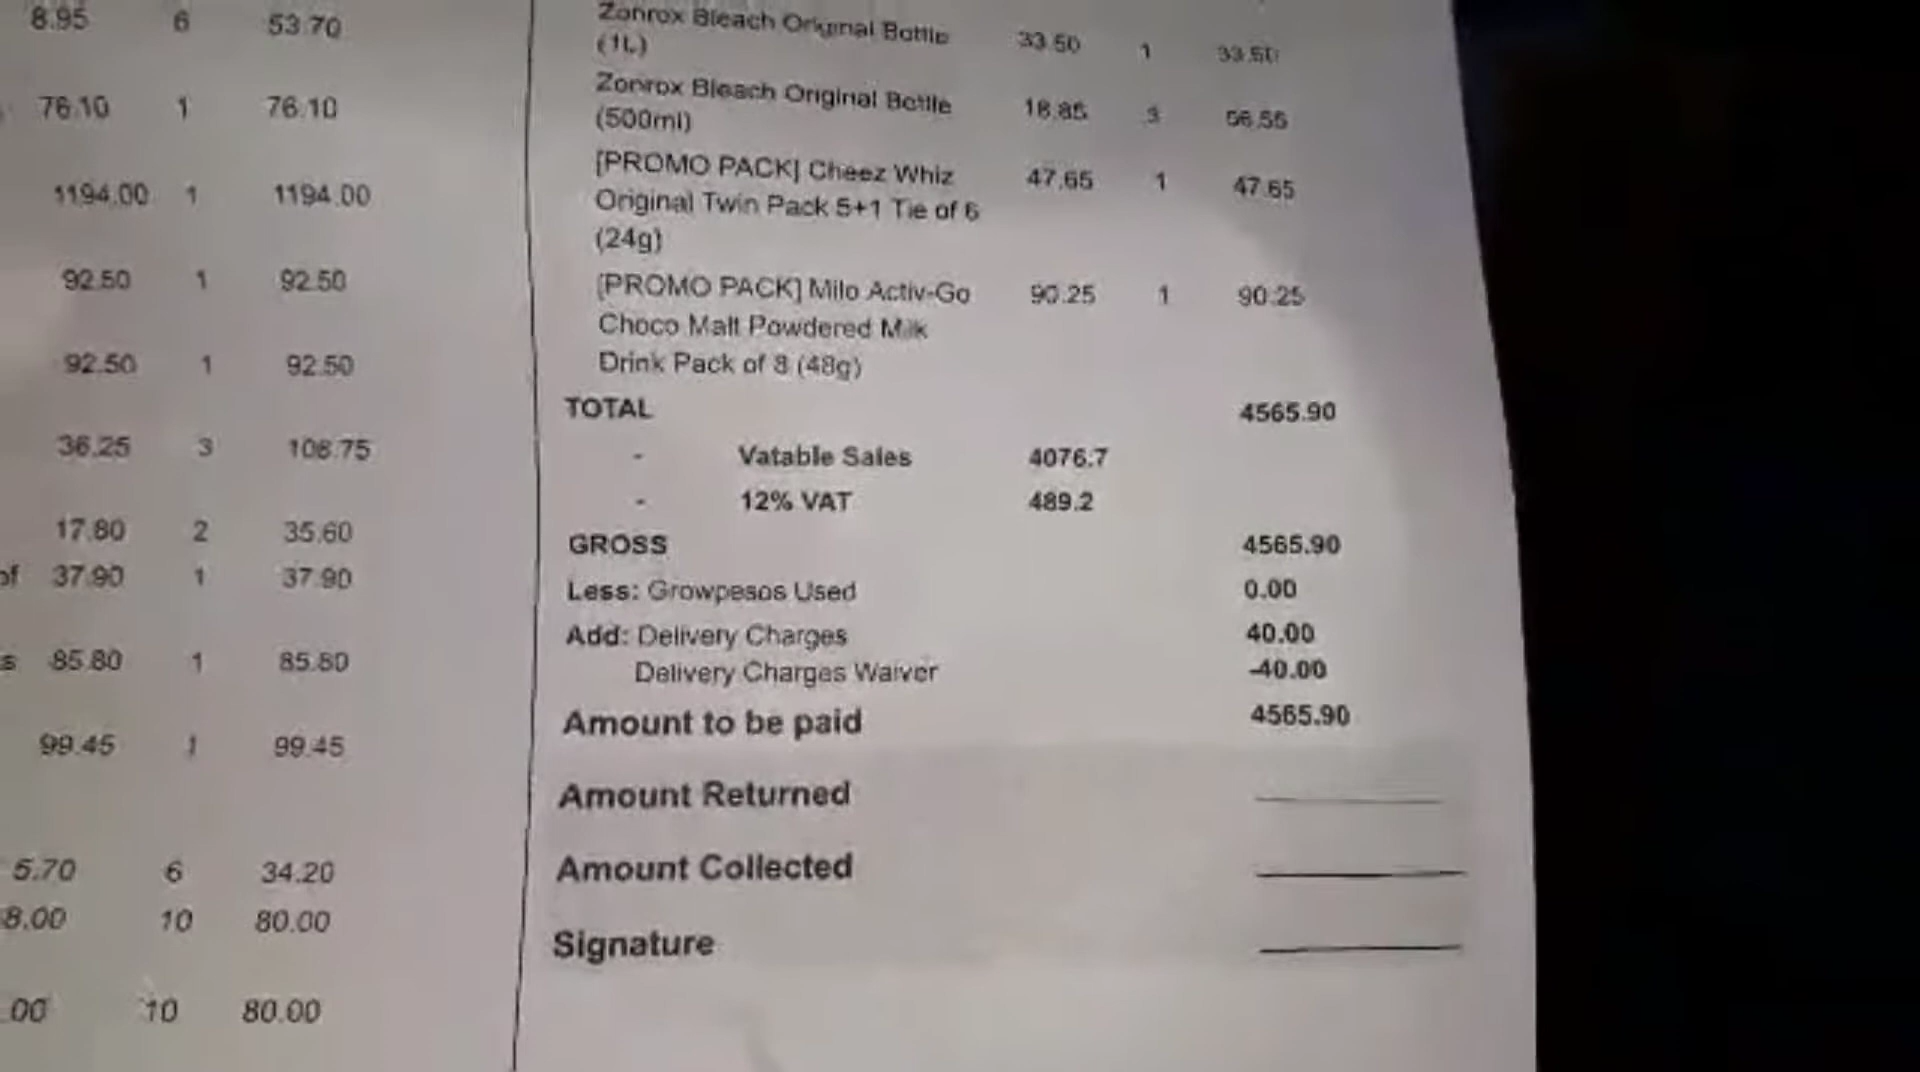 8.95 6 53.70
76.10 1 76.10
1194.00 1 1194.00
92.50 1 92.50
92.50 1 92.50
36.25 3 108.75
17.80 2 35.60
of 37.90 1 37.90
s 85.80 1 85.80
99.45 1 99.45
5.70 6 34.20
8.00 10 80.00
.00 10 80.00
Zonrox Bleach Original Bottle 33.50 1 33.50
(1L)
Zonrox Bleach Original Bottle 18.85 3 56.55
(500ml)
[PROMO PACK] Cheez Whiz 47.65 1 47.65
Original Twin Pack 5+1 Tie of 6
(24g)
[PROMO PACK] Milo Activ-Go 90.25 1 90.25
Choco Malt Powdered Milk
Drink Pack of 8 (48g)
TOTAL 4565.90
- Vatable Sales 4076.7
- 12% VAT 489.2
GROSS 4565.90
Less: Growpesos Used 0.00
Add: Delivery Charges 40.00
Delivery Charges Waiver -40.00
Amount to be paid 4565.90
Amount Returned
Amount Collected
Signature